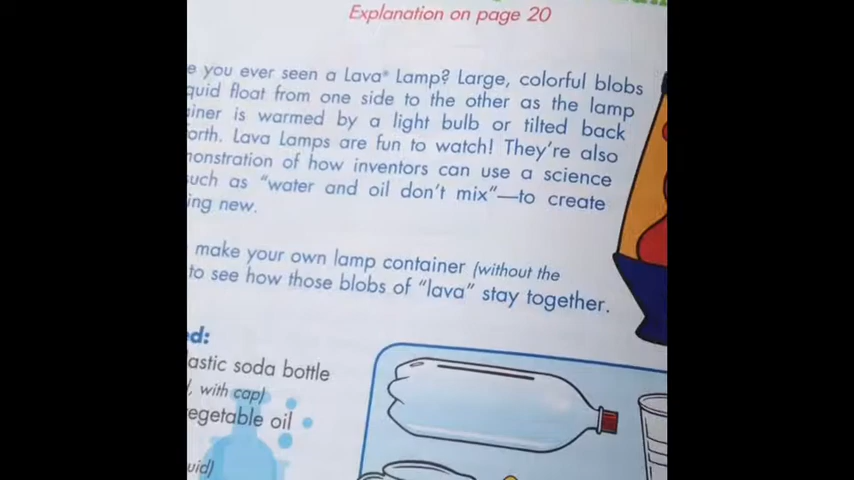 Explanation on page 20
e you ever seen a Lava® Lamp? Large, colorful blobs
quid float from one side to the other as the lamp
ainer is warmed by a light bulb or tilted back
orth. Lava Lamps are fun to watch! They're also
monstration of how inventors can use a science
such as "water and oil don't mix"—to create
ing new.
make your own lamp container (without the
to see how those blobs of "lava" stay together.
ed:
lastic soda bottle
l, with cap)
egetable oil
uid)